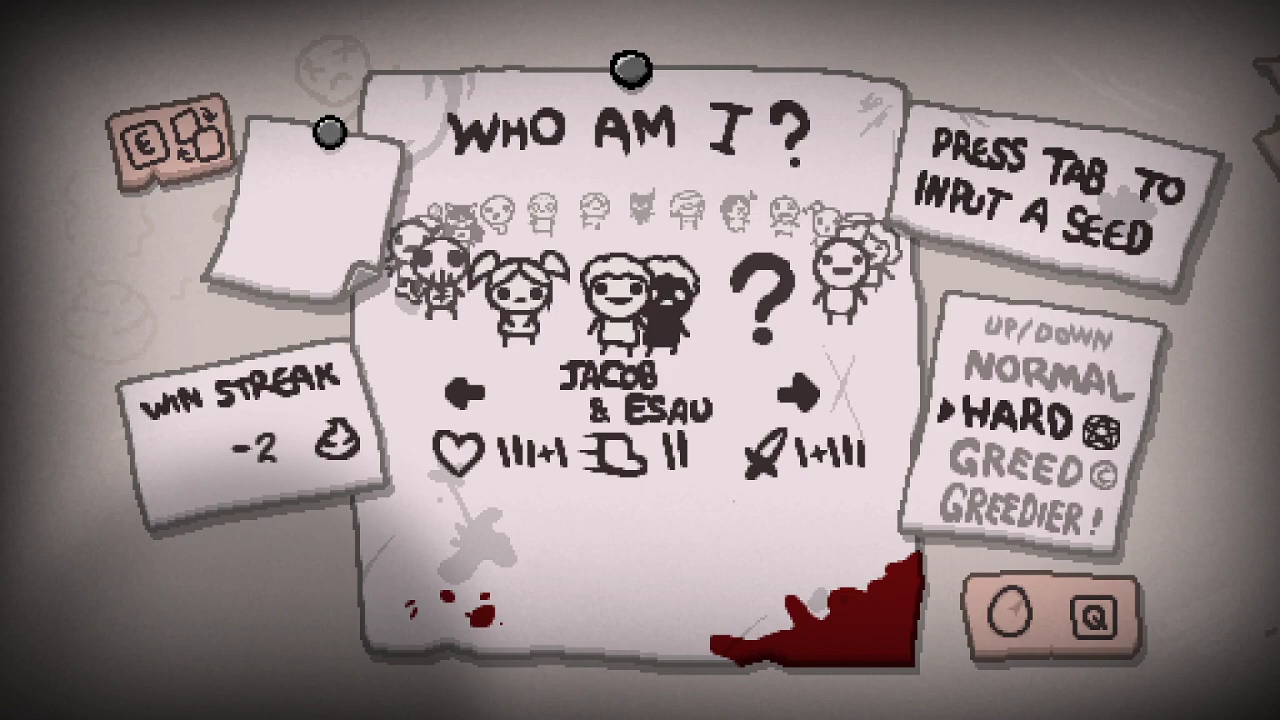 WHO AM I?
PRESS TAB TO
INPUT A SEED
E
WIN STREAK
-2
JACOB
& ESAU
UP/DOWN
NORMAL
HARD
GREED ©
GREEDIER!
Q